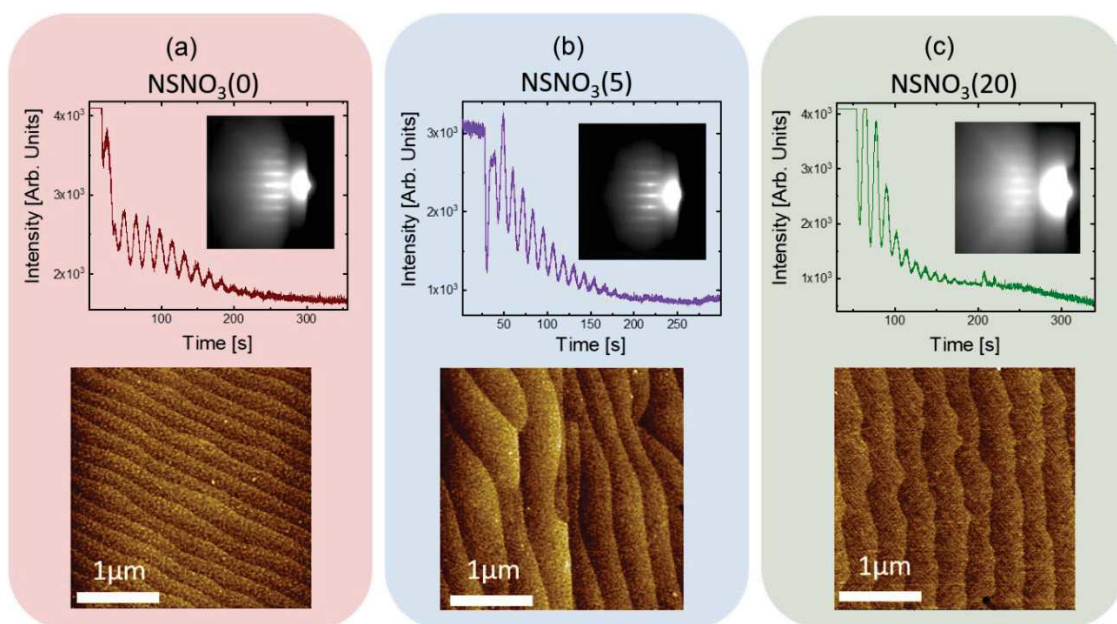 (a)
NSNO₃(0)
Intensity [Arb. Units]
4x10³
3x10³
2x10³
100
200
300
Time [s]
1µm
(b)
NSNO₃(5)
Intensity [Arb. Units]
3x10³
2x10³
1x10³
50
100
150
200
250
Time [s]
1µm
(c)
NSNO₃(20)
Intensity [Arb. Units]
4x10³
3x10³
2x10³
1x10³
100
200
300
Time [s]
1µm